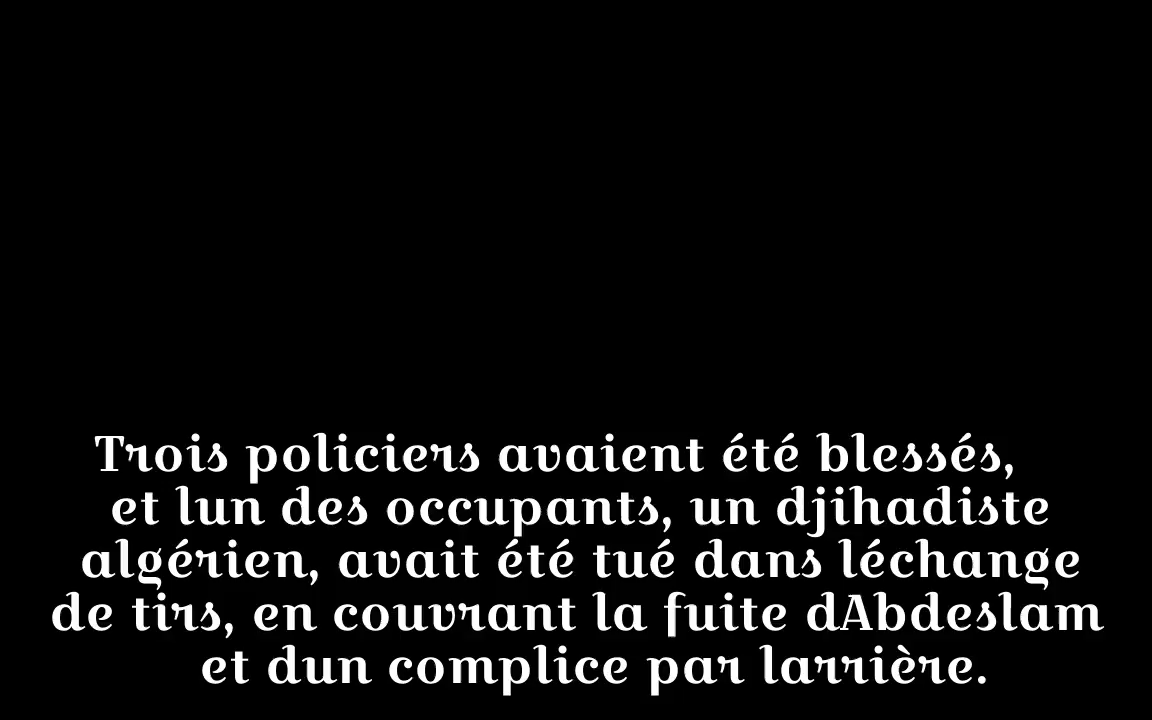 Trois policiers avaient été blessés,
et lun des occupants, un djihadiste
algérien, avait été tué dans léchange
de tirs, en couvrant la fuite dAbdeslam
et dun complice par larrière.